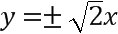 y=± √2x